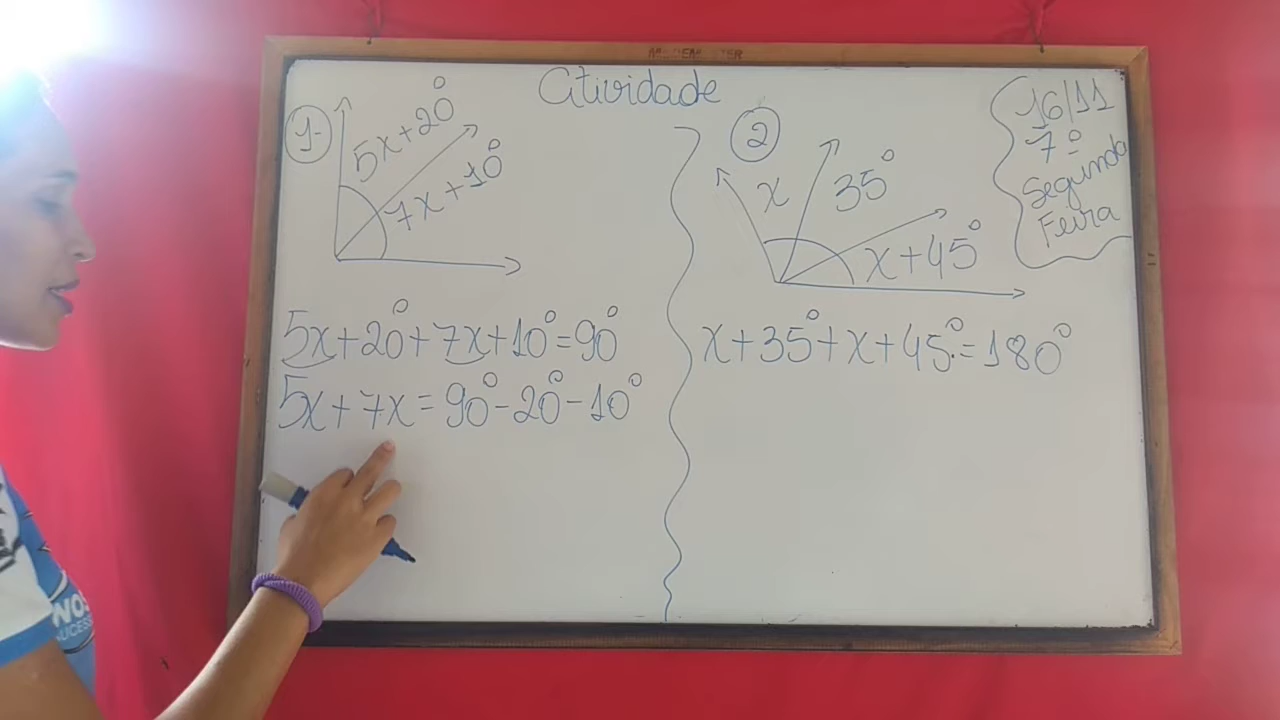 Atividade
16/11
7º
Segunda
Feira
1-
5x+20°
7x+10°
5x+20°+7x+10°=90°
5x+7x=90°-20°-10°
2
x
35°
x+45°
x+35°+x+45°=180°